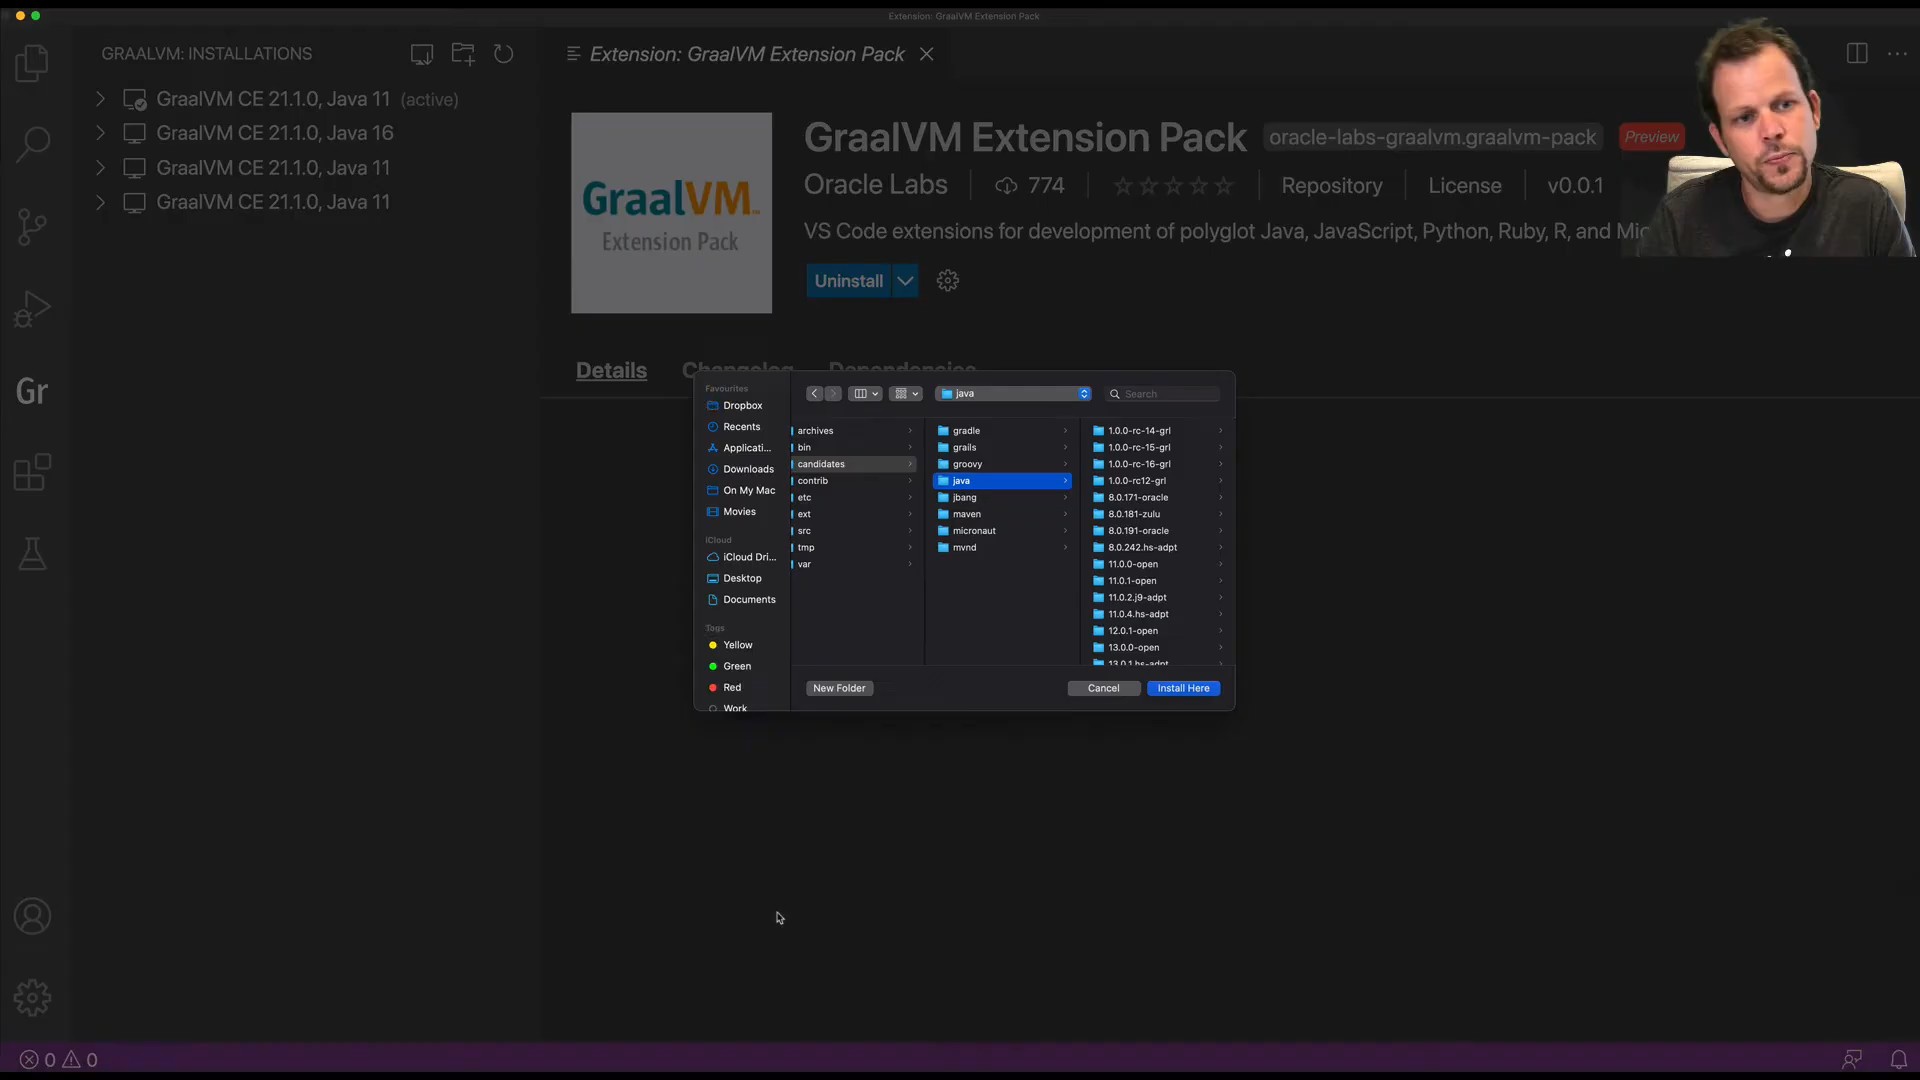 Extension: GraalVM Extension Pack
GRAALVM: INSTALLATIONS
GraalVM CE 21.1.0, Java 11 (active)
GraalVM CE 21.1.0, Java 16
GraalVM CE 21.1.0, Java 11
GraalVM CE 21.1.0, Java 11
Gr
Extension: GraalVM Extension Pack
GraalVM
Extension Pack
GraalVM Extension Pack
oracle-labs-graalvm.graalvm-pack
Preview
Oracle Labs
774
Repository
License
v0.0.1
VS Code extensions for development of polyglot Java, JavaScript, Python, Ruby, R, and Mic
Uninstall
Details
Changelog
Dependencies
Favourites
Dropbox
Recents
Applicati...
Downloads
On My Mac
Movies
iCloud
iCloud Dri...
Desktop
Documents
Tags
Yellow
Green
Red
Work
java
Search
archives
bin
candidates
contrib
etc
ext
src
tmp
var
gradle
grails
groovy
java
jbang
maven
micronaut
mvnd
1.0.0-rc-14-grl
1.0.0-rc-15-grl
1.0.0-rc-16-grl
1.0.0-rc12-grl
8.0.171-oracle
8.0.181-zulu
8.0.191-oracle
8.0.242.hs-adpt
11.0.0-open
11.0.1-open
11.0.2.j9-adpt
11.0.4.hs-adpt
12.0.1-open
13.0.0-open
13.0.1.hs-adpt
New Folder
Cancel
Install Here
0
0